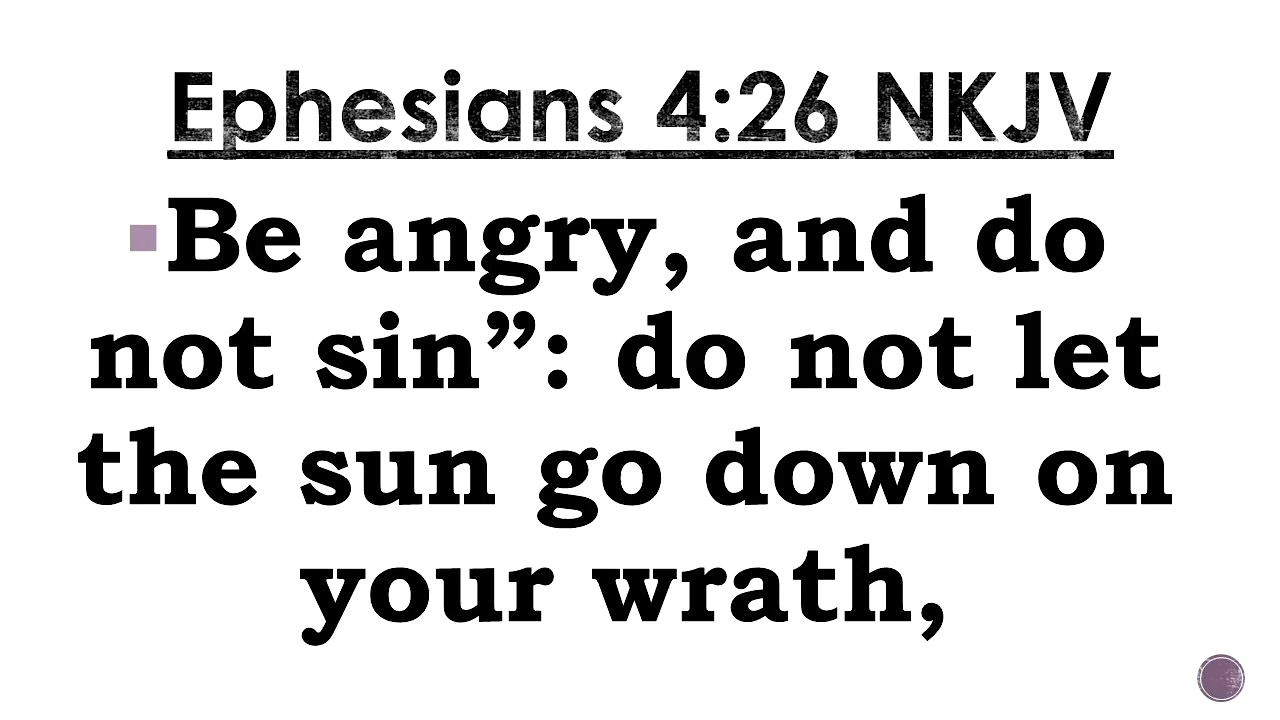 Ephesians 4:26 NKJV
▪Be angry, and do
not sin”: do not let
the sun go down on
your wrath,